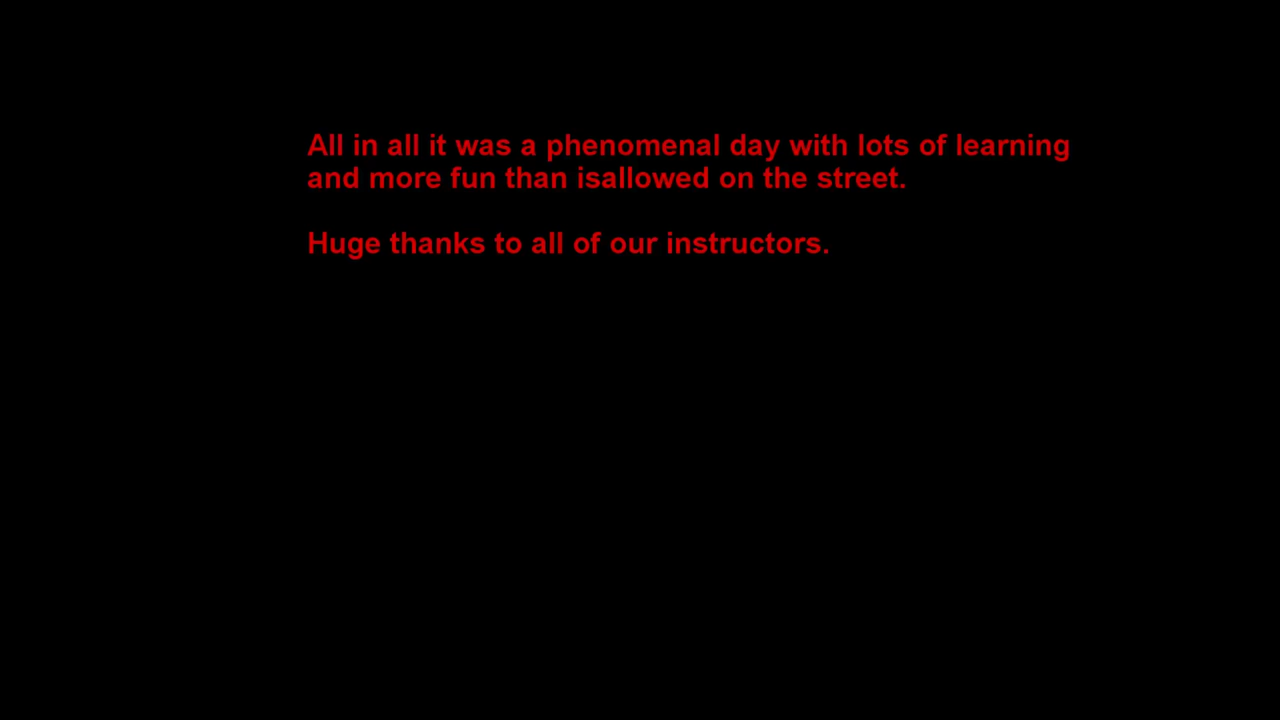 All in all it was a phenomenal day with lots of learning
and more fun than isallowed on the street.
Huge thanks to all of our instructors.